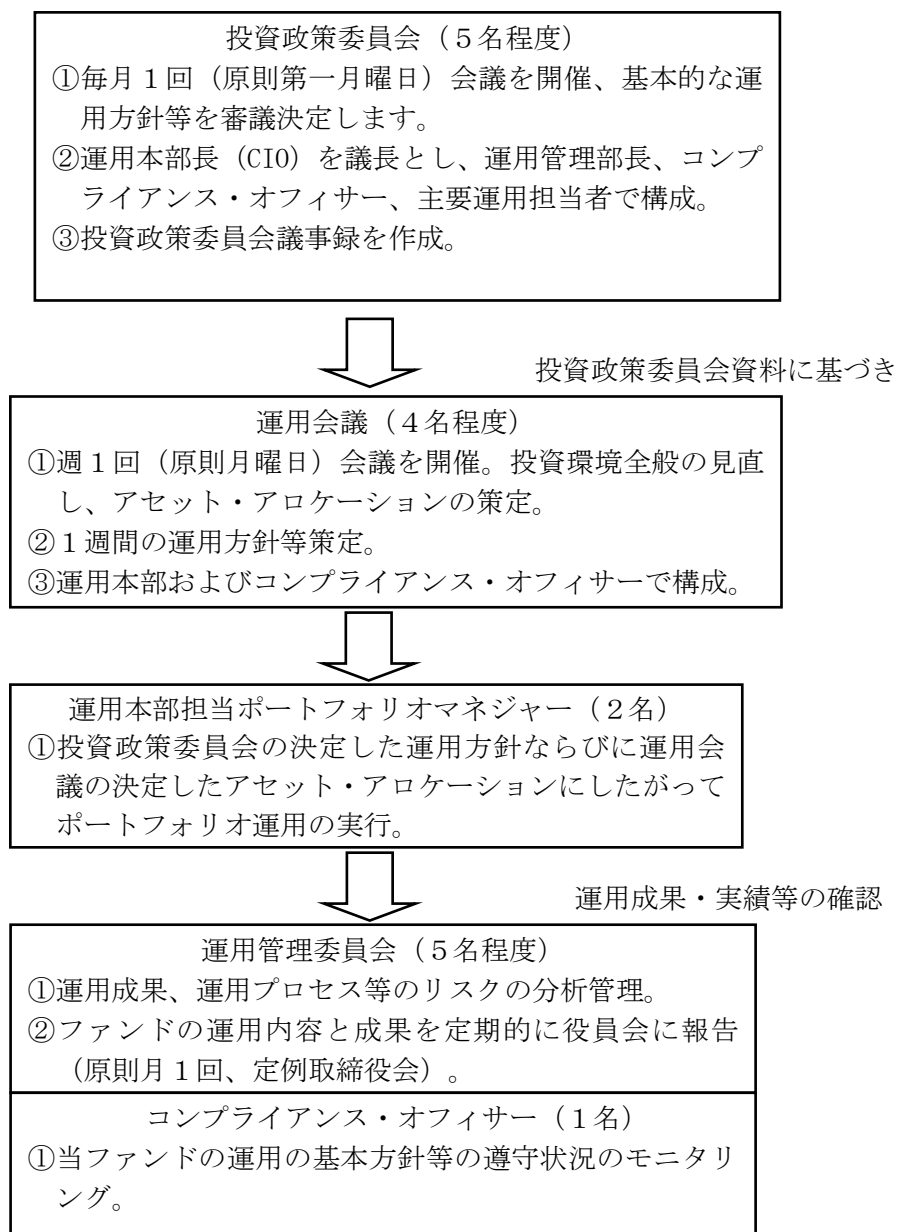 投資政策委員会（５名程度）
①毎月１回（原則第一月曜日）会議を開催、基本的な運
用方針等を審議決定します。
②運用本部長（CIO）を議長とし、運用管理部長、コンプ
ライアンス・オフィサー、主要運用担当者で構成。
③投資政策委員会議事録を作成。
投資政策委員会資料に基づき
運用会議（４名程度）
①週１回（原則月曜日）会議を開催。投資環境全般の見直
し、アセット・アロケーションの策定。
②１週間の運用方針等策定。
③運用本部およびコンプライアンス・オフィサーで構成。
運用本部担当ポートフォリオマネジャー（２名）
①投資政策委員会の決定した運用方針ならびに運用会
議の決定したアセット・アロケーションにしたがって
ポートフォリオ運用の実行。
運用成果・実績等の確認
運用管理委員会（５名程度）
①運用成果、運用プロセス等のリスクの分析管理。
②ファンドの運用内容と成果を定期的に役員会に報告
（原則月１回、定例取締役会）。
コンプライアンス・オフィサー（１名）
①当ファンドの運用の基本方針等の遵守状況のモニタリ
ング。